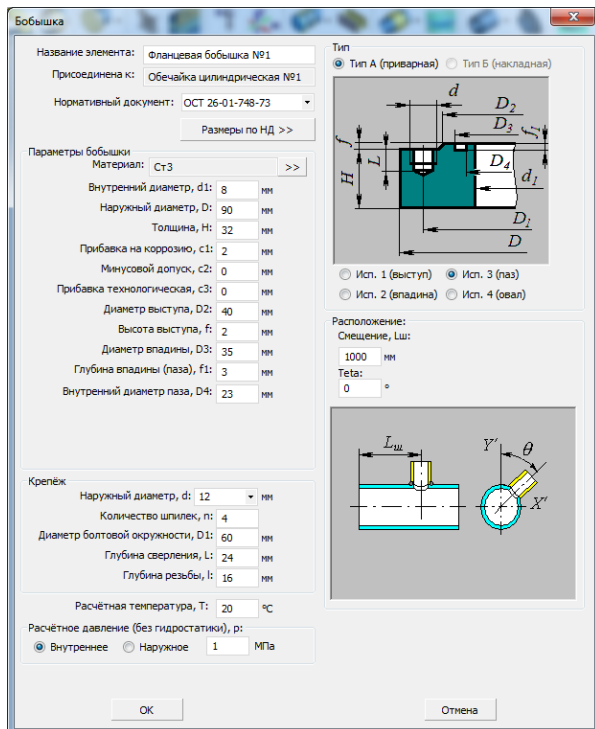 Бобышка
Название элемента: Фланцевая бобышка №1
Присоединена к: Обечайка цилиндрическая №1
Нормативный документ: ОСТ 26-01-748-73
Размеры по НД >>
Параметры бобышки
Материал: Ст3 >>
Внутренний диаметр, d1: 8 мм
Наружный диаметр, D: 90 мм
Толщина, H: 32 мм
Прибавка на коррозию, c1: 2 мм
Минусовой допуск, c2: 0 мм
Прибавка технологическая, c3: 0 мм
Диаметр выступа, D2: 40 мм
Высота выступа, f: 2 мм
Диаметр впадины, D3: 35 мм
Глубина впадины (паза), f1: 3 мм
Внутренний диаметр паза, D4: 23 мм
Крепёж
Наружный диаметр, d: 12 мм
Количество шпилек, n: 4
Диаметр болтовой окружности, D1: 60 мм
Глубина сверления, L: 24 мм
Глубина резьбы, l: 16 мм
Расчётная температура, T: 20 °C
Расчётное давление (без гидростатики), p:
Внутреннее Наружное 1 МПа
OK
Тип
Тип А (приварная) Тип Б (накладная)
d
D2
D3
f
f1
L
H
D4
d1
D1
D
Исп. 1 (выступ) Исп. 3 (паз)
Исп. 2 (впадина) Исп. 4 (овал)
Расположение:
Смещение, Lш:
1000 мм
Teta:
0 °
Lш
Y' θ
X'
Отмена